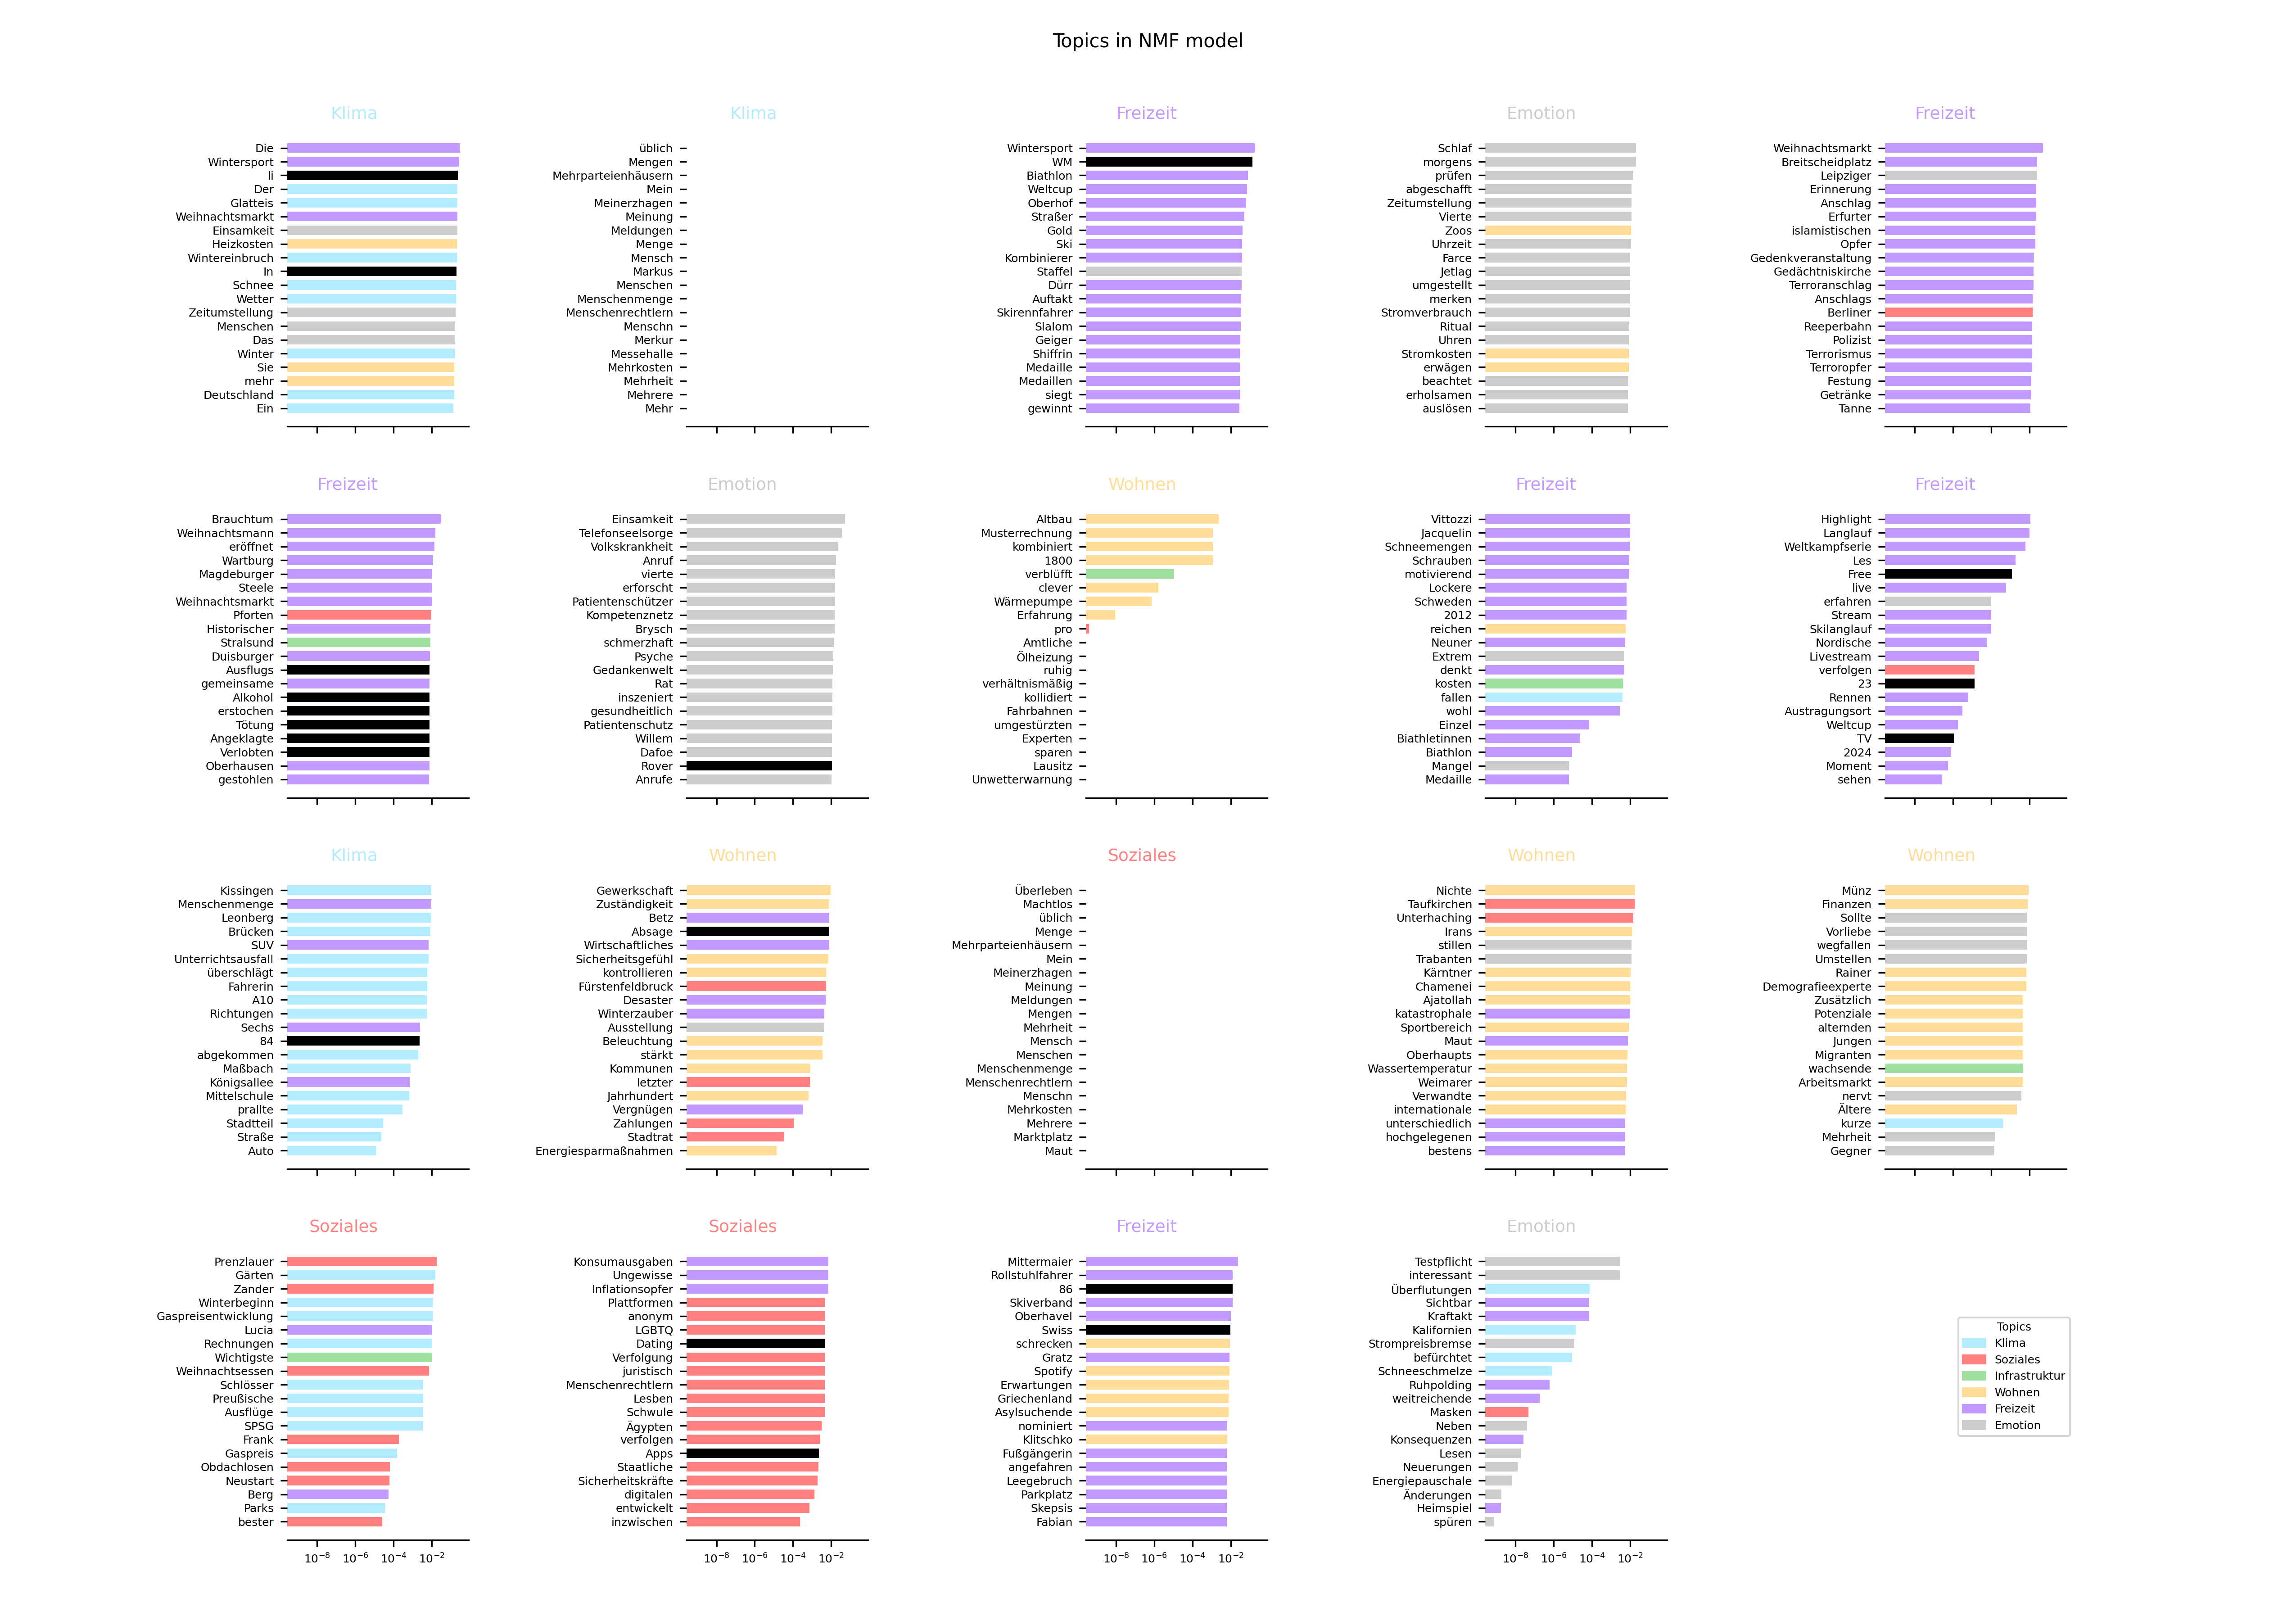 Topics in NMF model
Klima
Die
Wintersport
li
Der
Glatteis
Weihnachtsmarkt
Einsamkeit
Heizkosten
Wintereinbruch
In
Schnee
Wetter
Zeitumstellung
Menschen
Das
Winter
Sie
mehr
Deutschland
Ein
Klima
üblich
Mengen
Mehrparteienhäusern
Mein
Meinerzhagen
Meinung
Meldungen
Menge
Mensch
Markus
Menschen
Menschenmenge
Menschenrechtlern
Menschn
Merkur
Messehalle
Mehrkosten
Mehrheit
Mehrere
Mehr
Freizeit
Wintersport
WM
Biathlon
Weltcup
Oberhof
Straßer
Gold
Ski
Kombinierer
Staffel
Dürr
Auftakt
Skirennfahrer
Slalom
Geiger
Shiffrin
Medaille
Medaillen
siegt
gewinnt
Emotion
Schlaf
morgens
prüfen
abgeschafft
Zeitumstellung
Vierte
Zoos
Uhrzeit
Farce
Jetlag
umgestellt
merken
Stromverbrauch
Ritual
Uhren
Stromkosten
erwägen
beachtet
erholsamen
auslösen
Freizeit
Weihnachtsmarkt
Breitscheidplatz
Leipziger
Erinnerung
Anschlag
Erfurter
islamistischen
Opfer
Gedenkveranstaltung
Gedächtniskirche
Terroranschlag
Anschlags
Berliner
Reeperbahn
Polizist
Terrorismus
Terroropfer
Festung
Getränke
Tanne
Freizeit
Brauchtum
Weihnachtsmann
eröffnet
Wartburg
Magdeburger
Steele
Weihnachtsmarkt
Pforten
Historischer
Stralsund
Duisburger
Ausflugs
gemeinsame
Alkohol
erstochen
Tötung
Angeklagte
Verlobten
Oberhausen
gestohlen
Emotion
Einsamkeit
Telefonseelsorge
Volkskrankheit
Anruf
vierte
erforscht
Patientenschützer
Kompetenznetz
Brysch
schmerzhaft
Psyche
Gedankenwelt
Rat
inszeniert
gesundheitlich
Patientenschutz
Willem
Dafoe
Rover
Anrufe
Wohnen
Altbau
Musterrechnung
kombiniert
1800
verblüfft
clever
Wärmepumpe
Erfahrung
pro
Amtliche
Ölheizung
ruhig
verhältnismäßig
kollidiert
Fahrbahnen
umgestürzten
Experten
sparen
Lausitz
Unwetterwarnung
Freizeit
Vittozzi
Jacquelin
Schneemengen
Schrauben
motivierend
Lockere
Schweden
2012
reichen
Neuner
Extrem
denkt
kosten
fallen
wohl
Einzel
Biathletinnen
Biathlon
Mangel
Medaille
Freizeit
Highlight
Langlauf
Weltkampfserie
Les
Free
live
erfahren
Stream
Skilanglauf
Nordische
Livestream
verfolgen
23
Rennen
Austragungsort
Weltcup
TV
2024
Moment
sehen
Klima
Kissingen
Menschenmenge
Leonberg
Brücken
SUV
Unterrichtsausfall
überschlägt
Fahrerin
A10
Richtungen
Sechs
84
abgekommen
Maßbach
Königsallee
Mittelschule
prallte
Stadtteil
Straße
Auto
Wohnen
Gewerkschaft
Zuständigkeit
Betz
Absage
Wirtschaftliches
Sicherheitsgefühl
kontrollieren
Fürstenfeldbruck
Desaster
Winterzauber
Ausstellung
Beleuchtung
stärkt
Kommunen
letzter
Jahrhundert
Vergnügen
Zahlungen
Stadtrat
Energiesparmaßnahmen
Soziales
Überleben
Machtlos
üblich
Menge
Mehrparteienhäusern
Mein
Meinerzhagen
Meinung
Meldungen
Mengen
Mehrheit
Mensch
Menschen
Menschenmenge
Menschenrechtlern
Menschn
Mehrkosten
Mehrere
Marktplatz
Maut
Wohnen
Nichte
Taufkirchen
Unterhaching
Irans
stillen
Trabanten
Kärntner
Chamenei
Ajatollah
katastrophale
Sportbereich
Maut
Oberhaupts
Wassertemperatur
Weimarer
Verwandte
internationale
unterschiedlich
hochgelegenen
bestens
Wohnen
Münz
Finanzen
Sollte
Vorliebe
wegfallen
Umstellen
Rainer
Demografieexperte
Zusätzlich
Potenziale
alternden
Jungen
Migranten
wachsende
Arbeitsmarkt
nervt
Ältere
kurze
Mehrheit
Gegner
Soziales
Prenzlauer
Gärten
Zander
Winterbeginn
Gaspreisentwicklung
Lucia
Rechnungen
Wichtigste
Weihnachtsessen
Schlösser
Preußische
Ausflüge
SPSG
Frank
Gaspreis
Obdachlosen
Neustart
Berg
Parks
bester
10⁻⁸ 10⁻⁶ 10⁻⁴ 10⁻²
Soziales
Konsumausgaben
Ungewisse
Inflationsopfer
Plattformen
anonym
LGBTQ
Dating
Verfolgung
juristisch
Menschenrechtlern
Lesben
Schwule
Ägypten
verfolgen
Apps
Staatliche
Sicherheitskräfte
digitalen
entwickelt
inzwischen
10⁻⁸ 10⁻⁶ 10⁻⁴ 10⁻²
Freizeit
Mittermaier
Rollstuhlfahrer
86
Skiverband
Oberhavel
Swiss
schrecken
Gratz
Spotify
Erwartungen
Griechenland
Asylsuchende
nominiert
Klitschko
Fußgängerin
angefahren
Leegebruch
Parkplatz
Skepsis
Fabian
10⁻⁸ 10⁻⁶ 10⁻⁴ 10⁻²
Emotion
Testpflicht
interessant
Überflutungen
Sichtbar
Kraftakt
Kalifornien
Strompreisbremse
befürchtet
Schneeschmelze
Ruhpolding
weitreichende
Masken
Neben
Konsequenzen
Lesen
Neuerungen
Energiepauschale
Änderungen
Heimspiel
spüren
10⁻⁸ 10⁻⁶ 10⁻⁴ 10⁻²
Topics
Klima
Soziales
Infrastruktur
Wohnen
Freizeit
Emotion